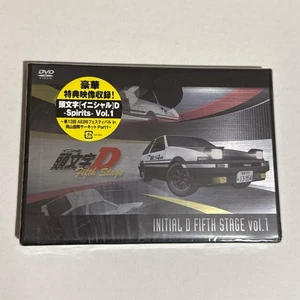 DVD
豪華
特典映像収録!
頭文字[イニシャル]D
-Spirits- Vol.1
頭文字D
Fifth Stage
INITIAL D FIFTH STAGE vol.1